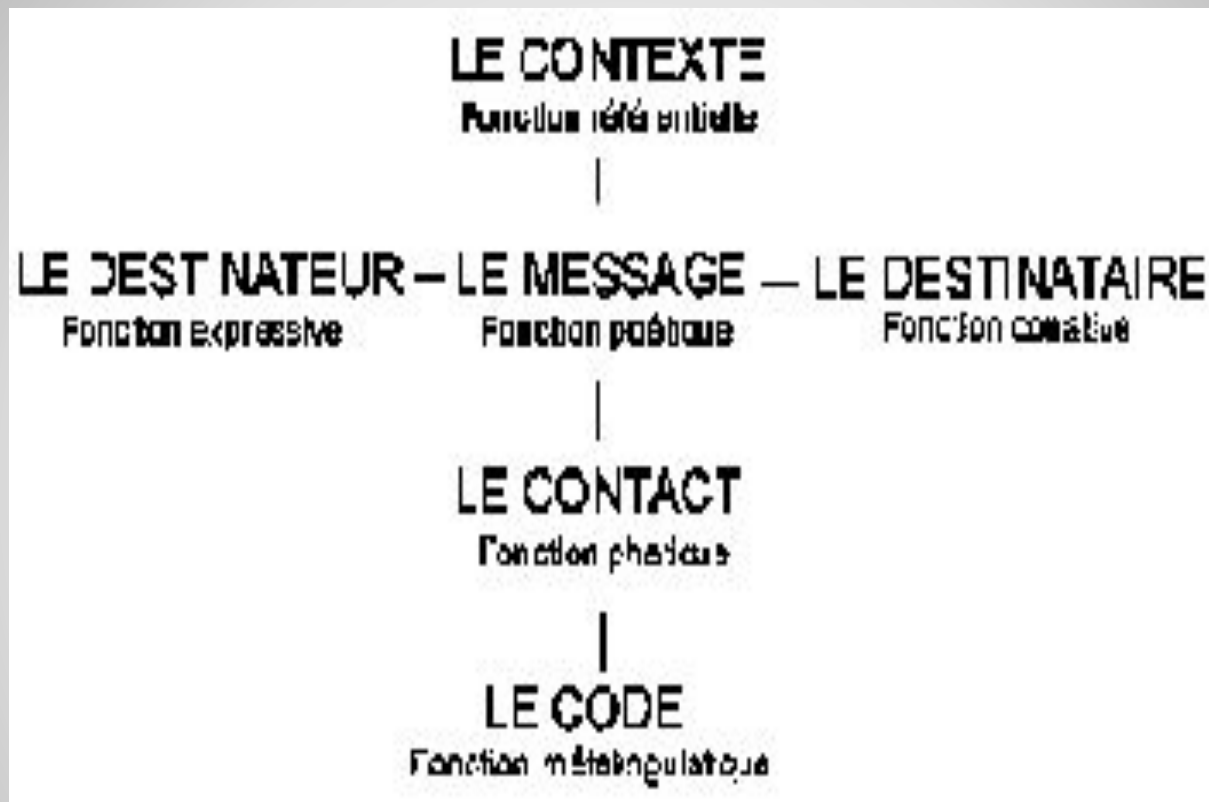 LE CONTEXTE
Fonction référentielle
LE DESTINATEUR – LE MESSAGE – LE DESTINATAIRE
Fonction expressive Fonction poétique Fonction conative
LE CONTACT
Fonction phatique
LE CODE
Fonction métalinguistique